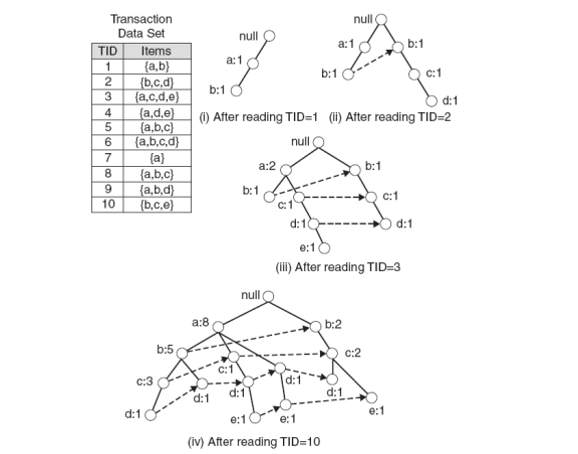 Transaction
Data Set
TID Items
1 {a,b}
2 {b,c,d}
3 {a,c,d,e}
4 {a,d,e}
5 {a,b,c}
6 {a,b,c,d}
7 {a}
8 {a,b,c}
9 {a,b,d}
10 {b,c,e}
null
a:1
b:1
(i) After reading TID=1
null
a:1 b:1
b:1 c:1
d:1
(ii) After reading TID=2
null
a:2 b:1
b:1 c:1 c:1
d:1 d:1
e:1
(iii) After reading TID=3
null
a:8 b:2
b:5 c:2
c:1
c:3 d:1
d:1 d:1 d:1
d:1 e:1 e:1 e:1
(iv) After reading TID=10